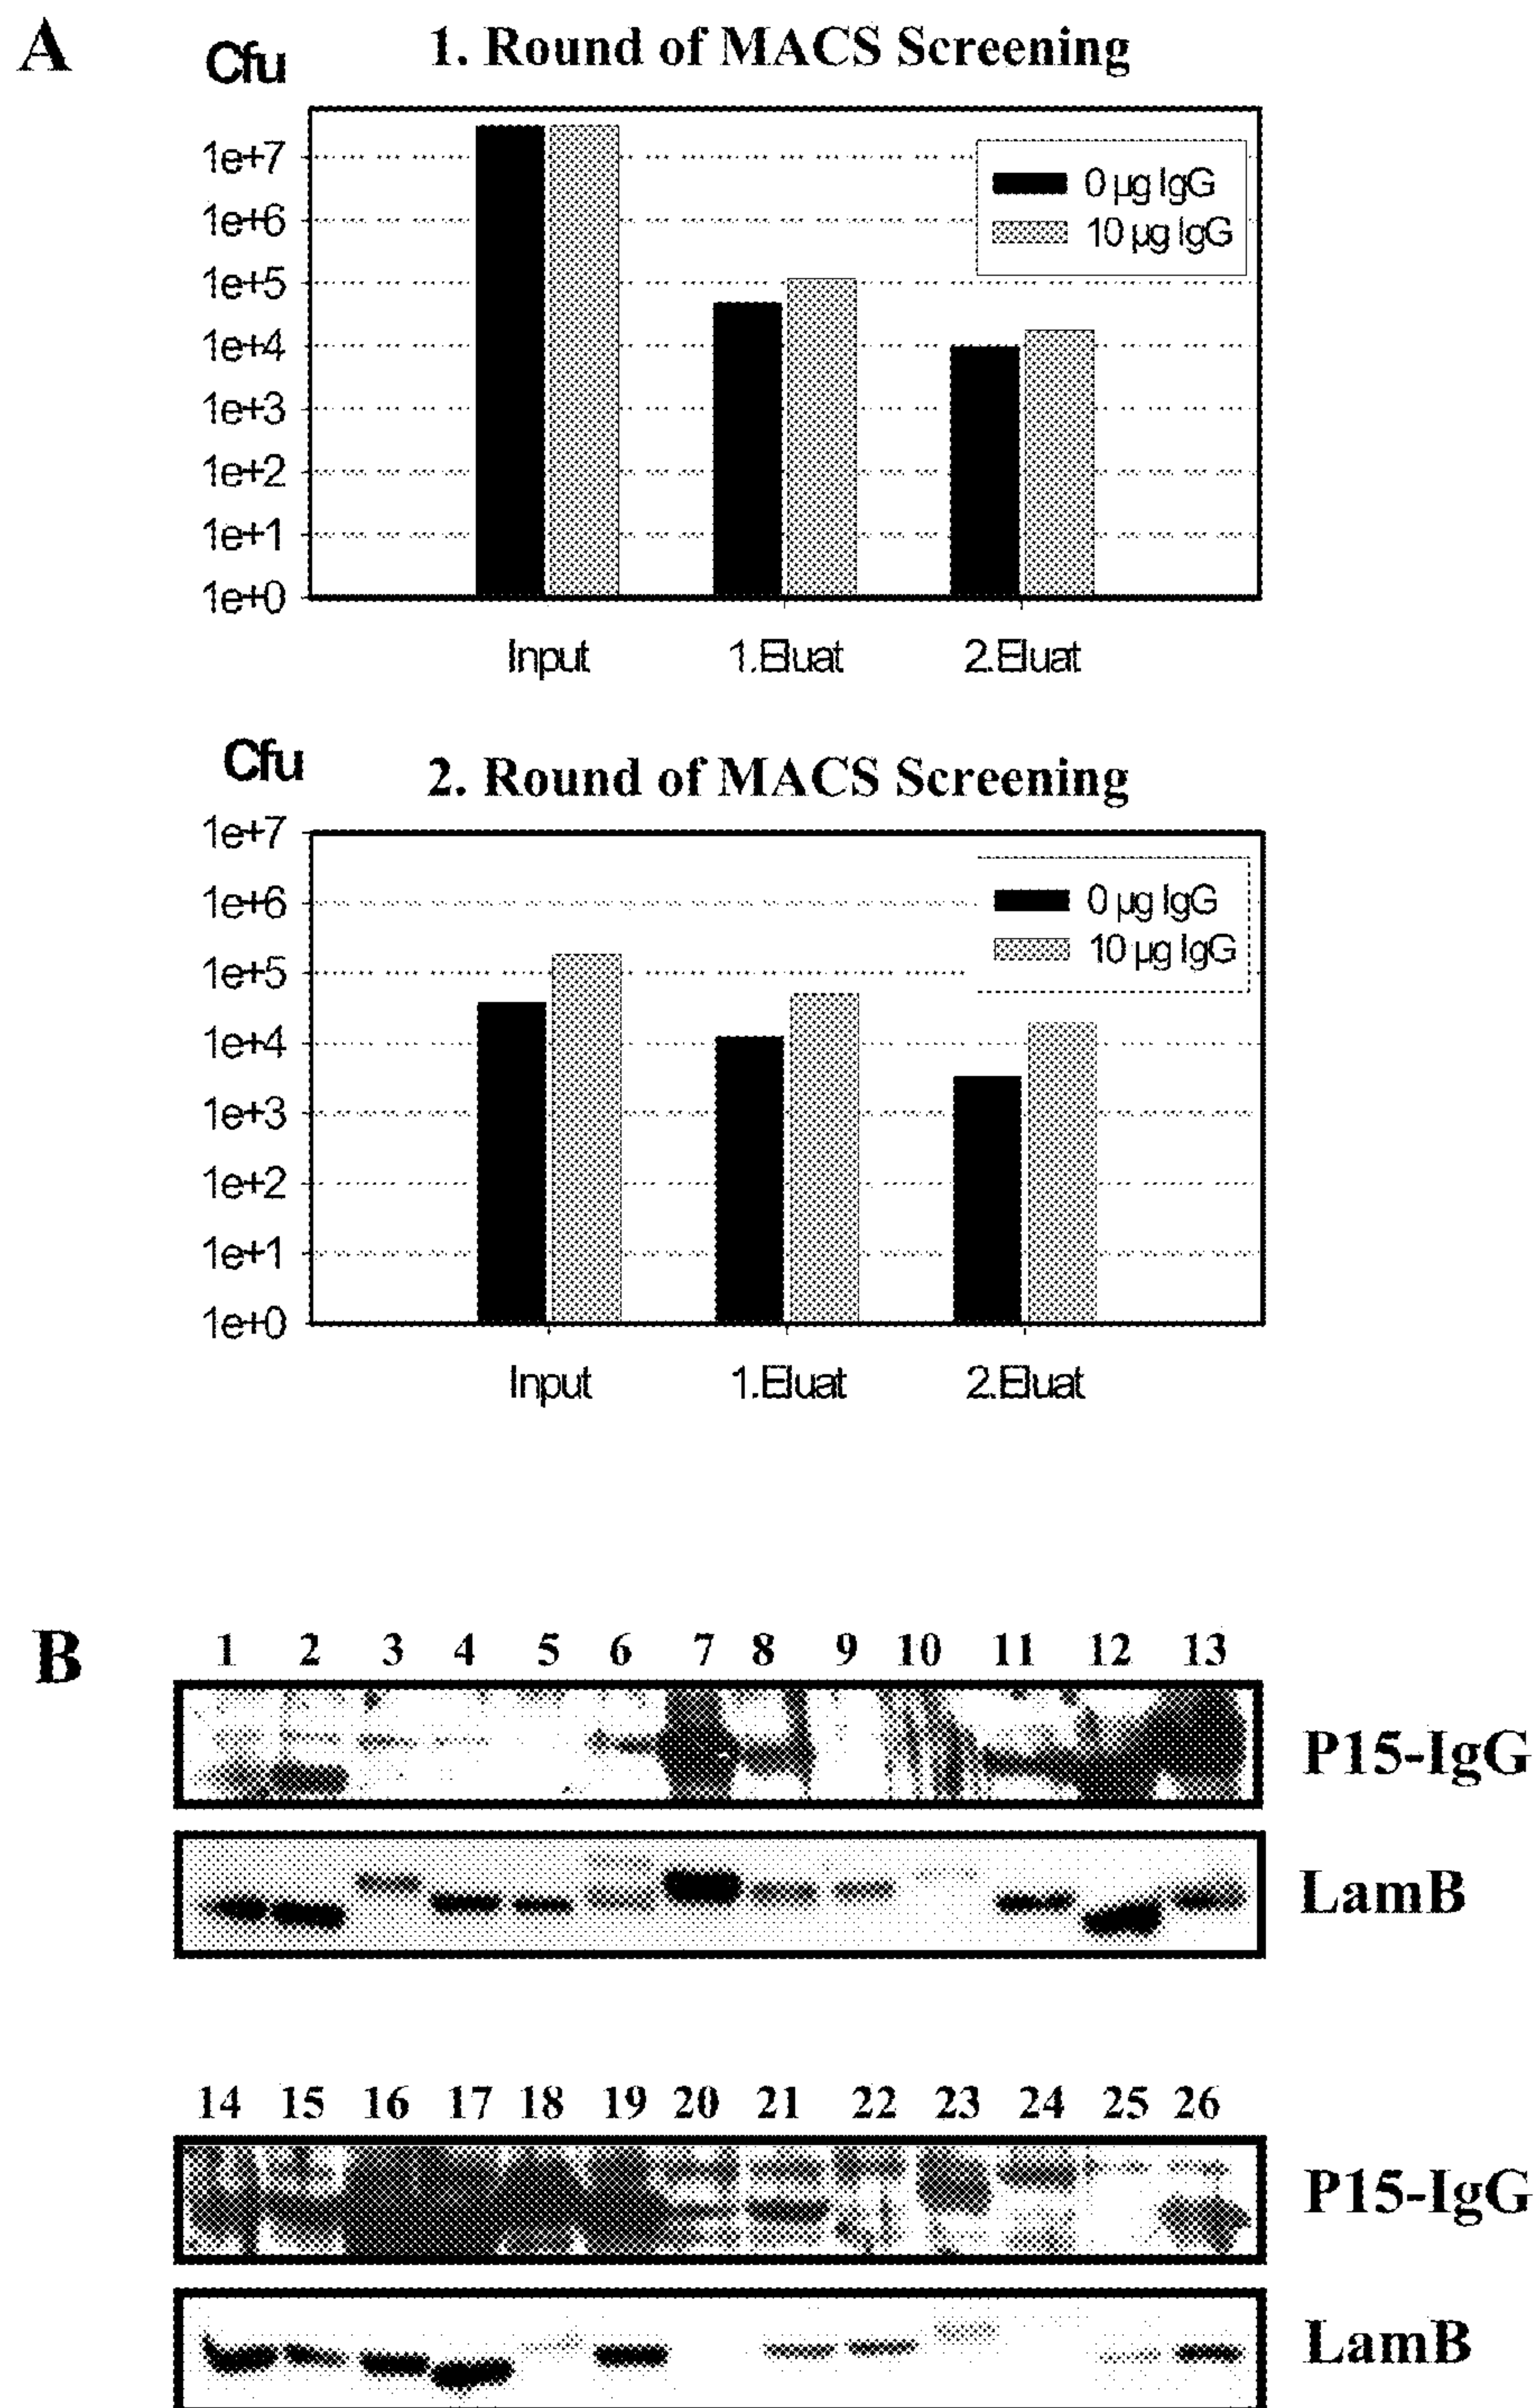 A
Cfu
1. Round of MACS Screening
1e+7
1e+6
1e+5
1e+4
1e+3
1e+2
1e+1
1e+0
0 µg IgG
10 µg IgG
Input
1.Eluat
2.Eluat
Cfu
2. Round of MACS Screening
1e+7
1e+6
1e+5
1e+4
1e+3
1e+2
1e+1
1e+0
0 µg IgG
10 µg IgG
Input
1.Eluat
2.Eluat
B
1 2 3 4 5 6 7 8 9 10 11 12 13
P15-IgG
LamB
14 15 16 17 18 19 20 21 22 23 24 25 26
P15-IgG
LamB